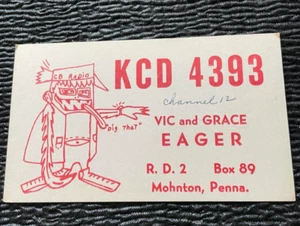 CB RADIO
KCD 4393
channel 12
"Dig That"
VIC and GRACE
EAGER
R. D. 2 Box 89
Mohnton, Penna.